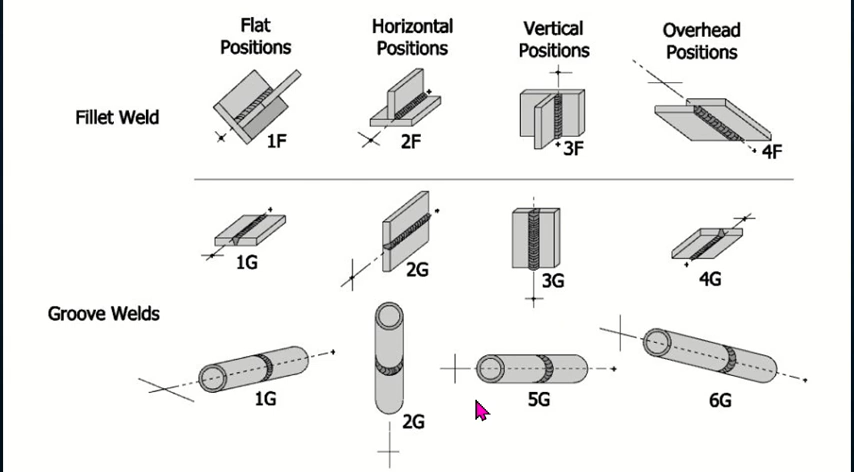 Flat
Positions
Horizontal
Positions
Vertical
Positions
Overhead
Positions
Fillet Weld
1F
2F
3F
4F
1G
2G
3G
4G
Groove Welds
1G
2G
5G
6G